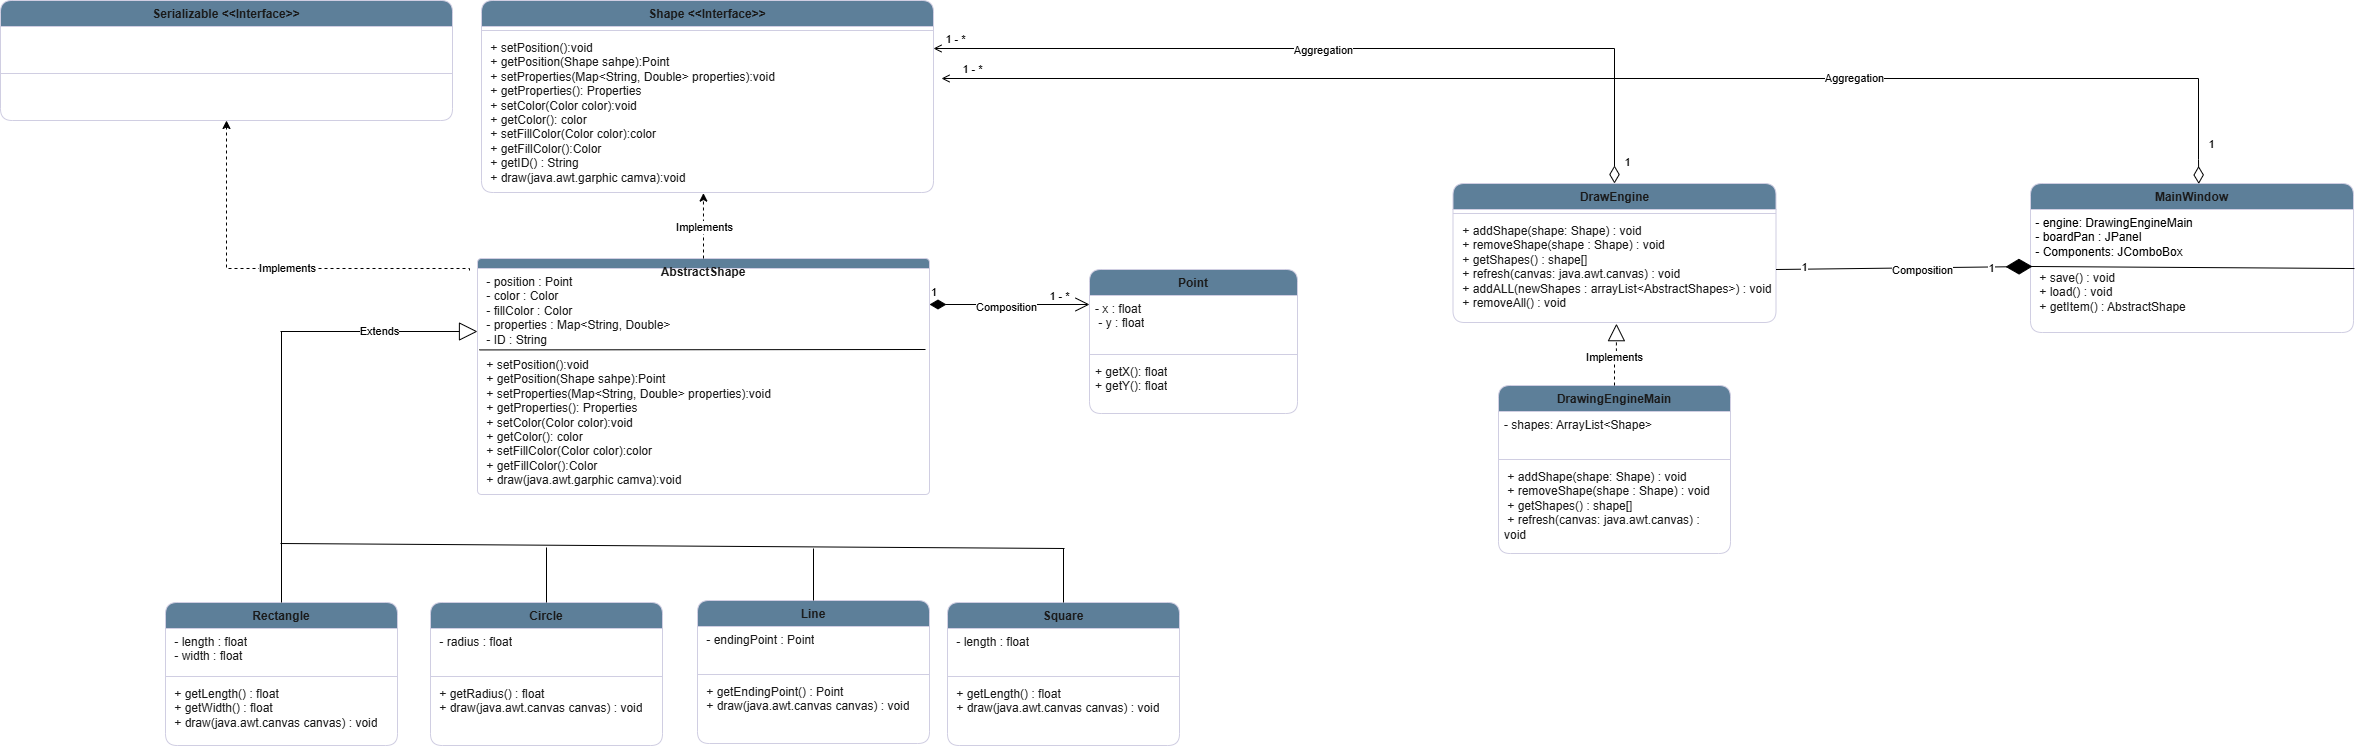 Serializable <<Interface>>
Shape <<Interface>>
+ setPosition():void
+ getPosition(Shape sahpe):Point
+ setProperties(Map<String, Double> properties):void
+ getProperties(): Properties
+ setColor(Color color):void
+ getColor(): color
+ setFillColor(Color color):color
+ getFillColor():Color
+ getID() : String
+ draw(java.awt.garphic camva):void
1 - *
Aggregation
1 - *
Aggregation
1
1
Implements
Implements
AbstractShape
- position : Point
- color : Color
- fillColor : Color
- properties : Map<String, Double>
- ID : String
+ setPosition():void
+ getPosition(Shape sahpe):Point
+ setProperties(Map<String, Double> properties):void
+ getProperties(): Properties
+ setColor(Color color):void
+ getColor(): color
+ setFillColor(Color color):color
+ getFillColor():Color
+ draw(java.awt.garphic camva):void
1
Composition
1 - *
Point
- x : float
- y : float
+ getX(): float
+ getY(): float
DrawEngine
+ addShape(shape: Shape) : void
+ removeShape(shape : Shape) : void
+ getShapes() : shape[]
+ refresh(canvas: java.awt.canvas) : void
+ addALL(newShapes : arrayList<AbstractShapes>) : void
+ removeAll() : void
1
Composition
1
MainWindow
- engine: DrawingEngineMain
- boardPan : JPanel
- Components: JComboBox
+ save() : void
+ load() : void
+ getItem() : AbstractShape
Implements
DrawingEngineMain
- shapes: ArrayList<Shape>
+ addShape(shape: Shape) : void
+ removeShape(shape : Shape) : void
+ getShapes() : shape[]
+ refresh(canvas: java.awt.canvas) :
void
Extends
Rectangle
- length : float
- width : float
+ getLength() : float
+ getWidth() : float
+ draw(java.awt.canvas canvas) : void
Circle
- radius : float
+ getRadius() : float
+ draw(java.awt.canvas canvas) : void
Line
- endingPoint : Point
+ getEndingPoint() : Point
+ draw(java.awt.canvas canvas) : void
Square
- length : float
+ getLength() : float
+ draw(java.awt.canvas canvas) : void